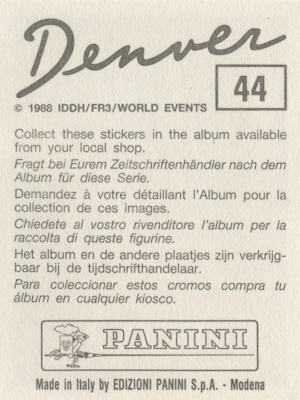 Denver
44
© 1988 IDDH/FR3/WORLD EVENTS
Collect these stickers in the album available
from your local shop.
Fragt bei Eurem Zeitschriftenhändler nach dem
Album für diese Serie.
Demandez à votre détaillant l'Album pour la
collection de ces images.
Chiedete al vostro rivenditore l'album per la
raccolta di queste figurine.
Het album en de andere plaatjes zijn verkrijg-
baar bij de tijdschrifthandelaar.
Para coleccionar estos cromos compra tu
álbum en cualquier kiosco.
PANINI
Made in Italy by EDIZIONI PANINI S.p.A. - Modena